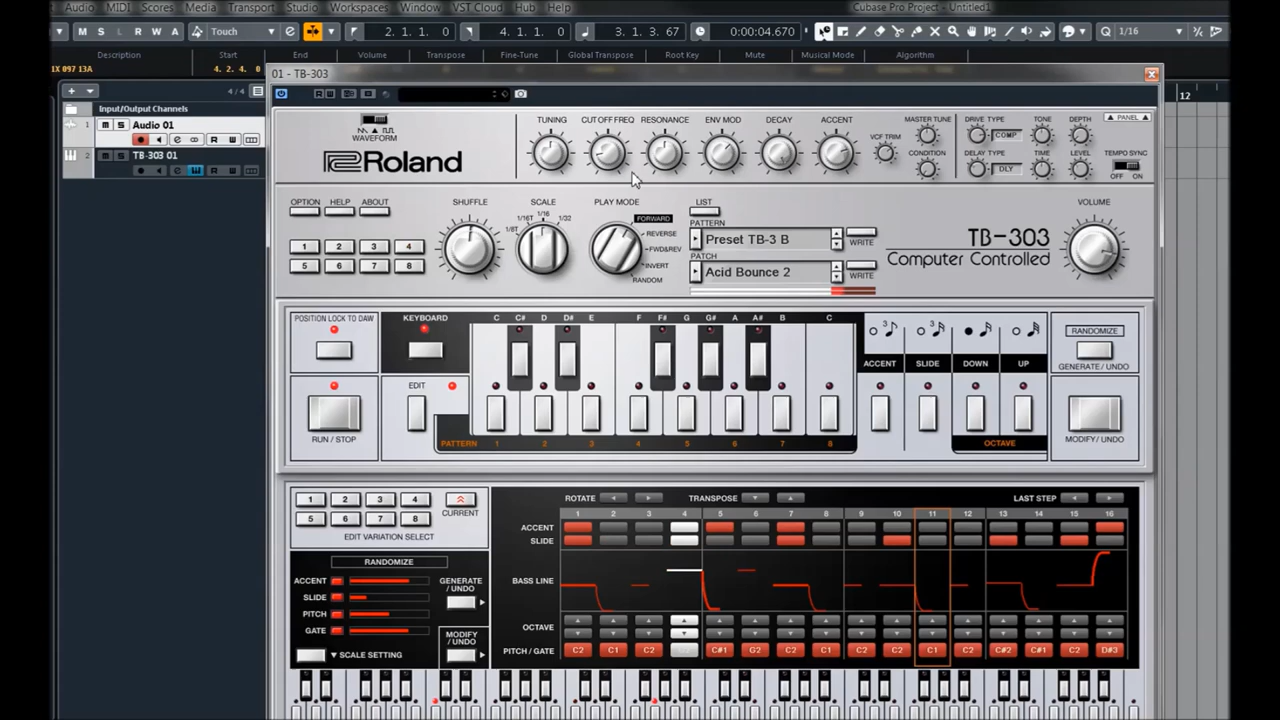 Audio MIDI Scores Media Transport Studio Workspaces Window VST Cloud Hub Help Cubase Pro Project - Untitled1
M S L R W A Touch 2. 1. 1. 0 4. 1. 1. 0 3. 1. 3. 67 0:00:04.670 Q 1/16
Description Start End Volume Transpose Fine-Tune Global Transpose Root Key Mute Musical Mode Algorithm
1X 097 13A 4. 2. 4. 0
01 - TB-303
4 / 4 R W 12
Input/Output Channels
1 m S Audio 01
R W
2 m S TB-303 01
R W
TUNING CUT OFF FREQ RESONANCE ENV MOD DECAY ACCENT MASTER TUNE DRIVE TYPE TONE DEPTH PANEL
WAVEFORM VCF TRIM COMP
CONDITION DELAY TYPE TIME LEVEL TEMPO SYNC
Roland DLY OFF ON
OPTION HELP ABOUT SHUFFLE SCALE PLAY MODE LIST VOLUME
1/8T 1/16T 1/16 1/32 FORWARD
REVERSE
FWD&REV
INVERT
RANDOM
PATTERN
Preset TB-3 B WRITE
PATCH
Acid Bounce 2 WRITE
TB-303
Computer Controlled
1 2 3 4
5 6 7 8
POSITION LOCK TO DAW KEYBOARD C C# D D# E F F# G G# A A# B C
RANDOMIZE
ACCENT SLIDE DOWN UP GENERATE / UNDO
EDIT
RUN / STOP PATTERN 1 2 3 4 5 6 7 8 OCTAVE MODIFY/ UNDO
1 2 3 4
5 6 7 8
CURRENT
EDIT VARIATION SELECT
ROTATE TRANSPOSE LAST STEP
1 2 3 4 5 6 7 8 9 10 11 12 13 14 15 16
ACCENT
SLIDE
BASS LINE
OCTAVE
PITCH / GATE C2 C1 C2 C#1 G2 C2 C1 C2 C2 C1 C2 C#2 C#1 C2 D#3
RANDOMIZE
ACCENT
SLIDE
PITCH
GATE
GENERATE
/ UNDO
MODIFY
/ UNDO
SCALE SETTING